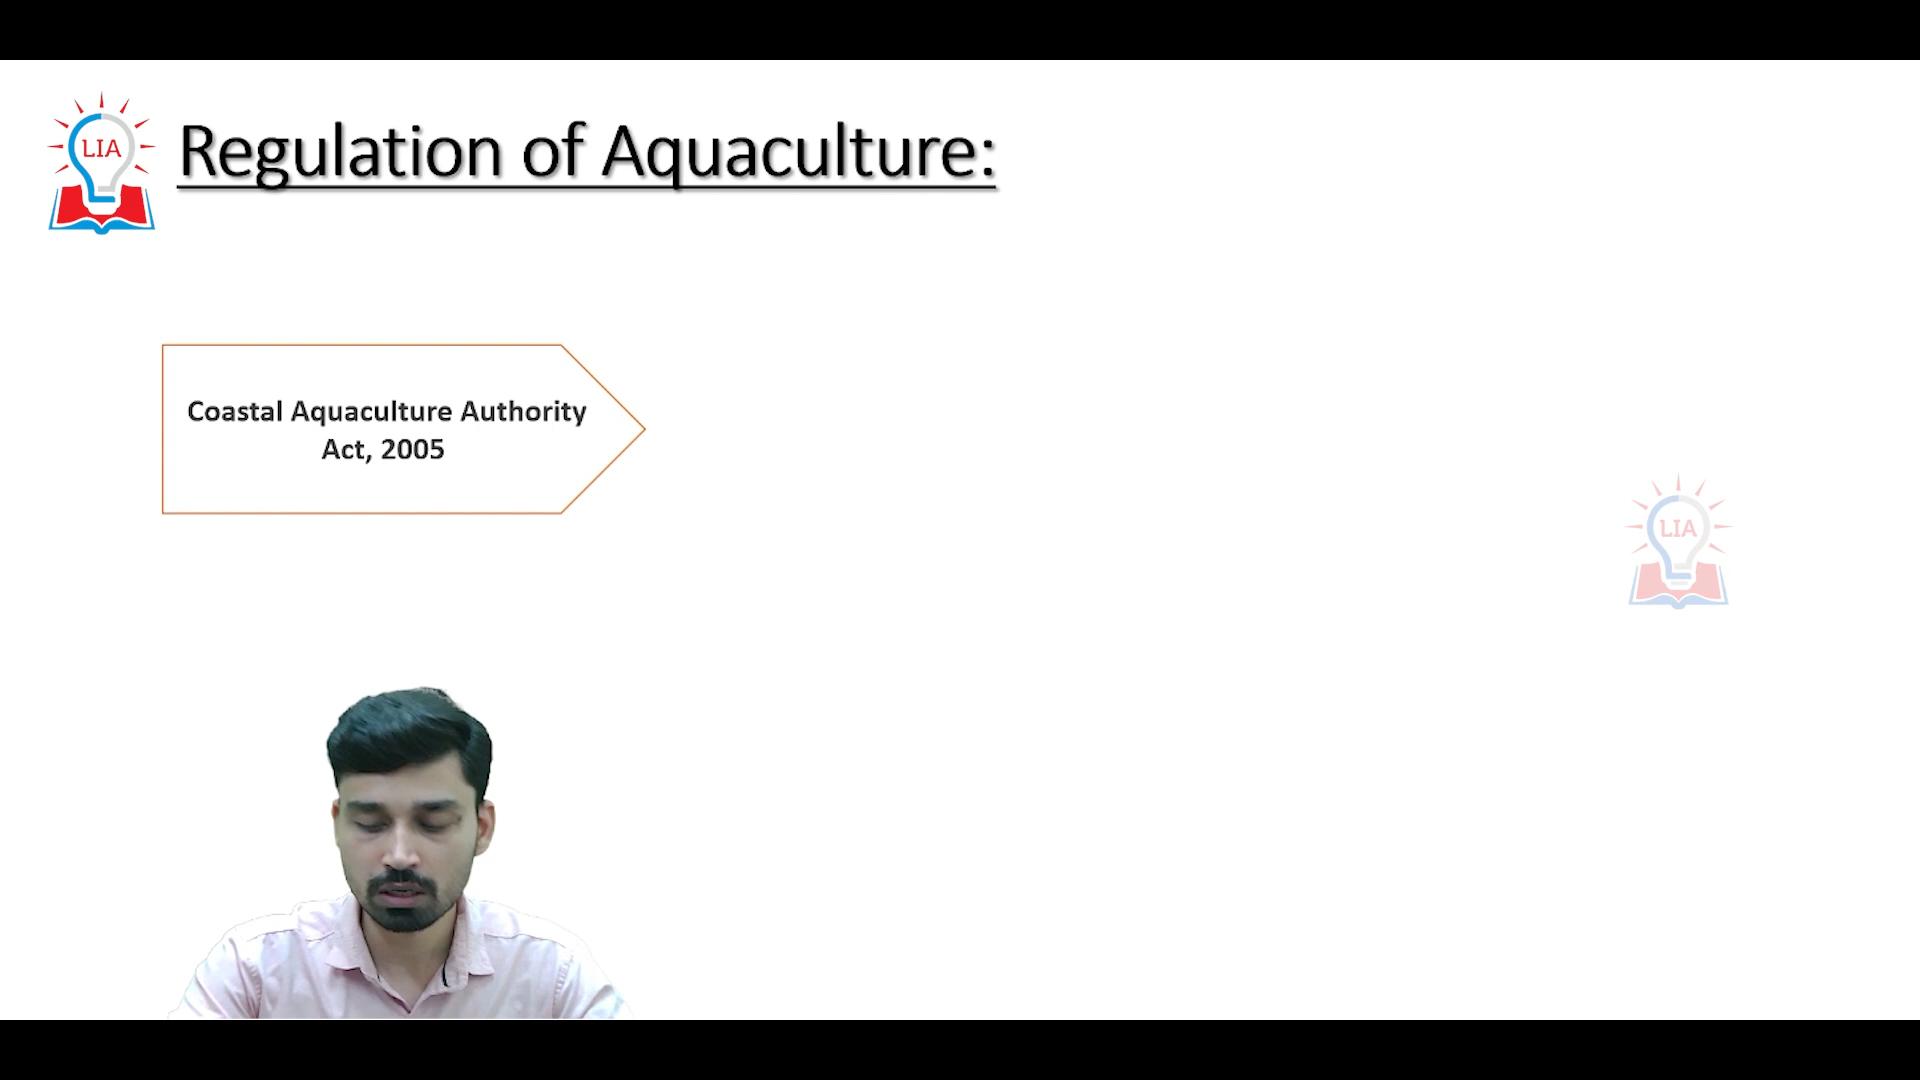 LIA
Regulation of Aquaculture:
Coastal Aquaculture Authority
Act, 2005
LIA